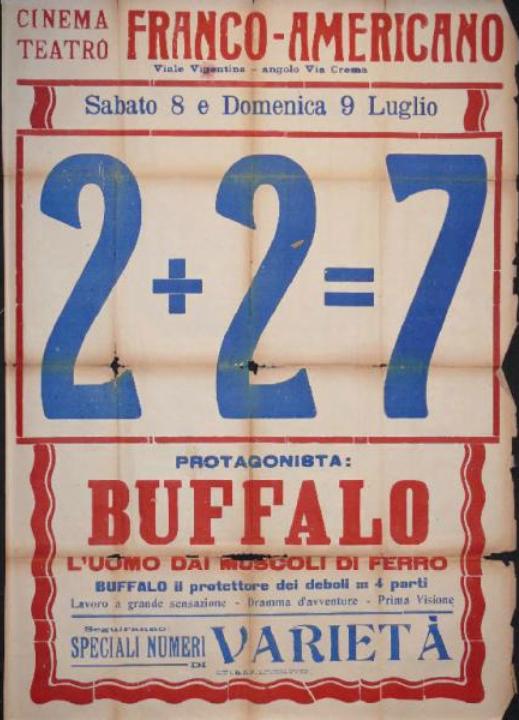 CINEMA
TEATRO
FRANCO-AMERICANO
Viale Vigentina - angolo Via Crema
Sabato 8 e Domenica 9 Luglio
2+2=7
PROTAGONISTA:
BUFFALO
L'UOMO DAI MUSCOLI DI FERRO
BUFFALO il protettore dei deboli in 4 parti
Lavoro a grande sensazione - Dramma d'avventure - Prima Visione
Seguiranno
SPECIALI NUMERI
DI
VARIETÀ